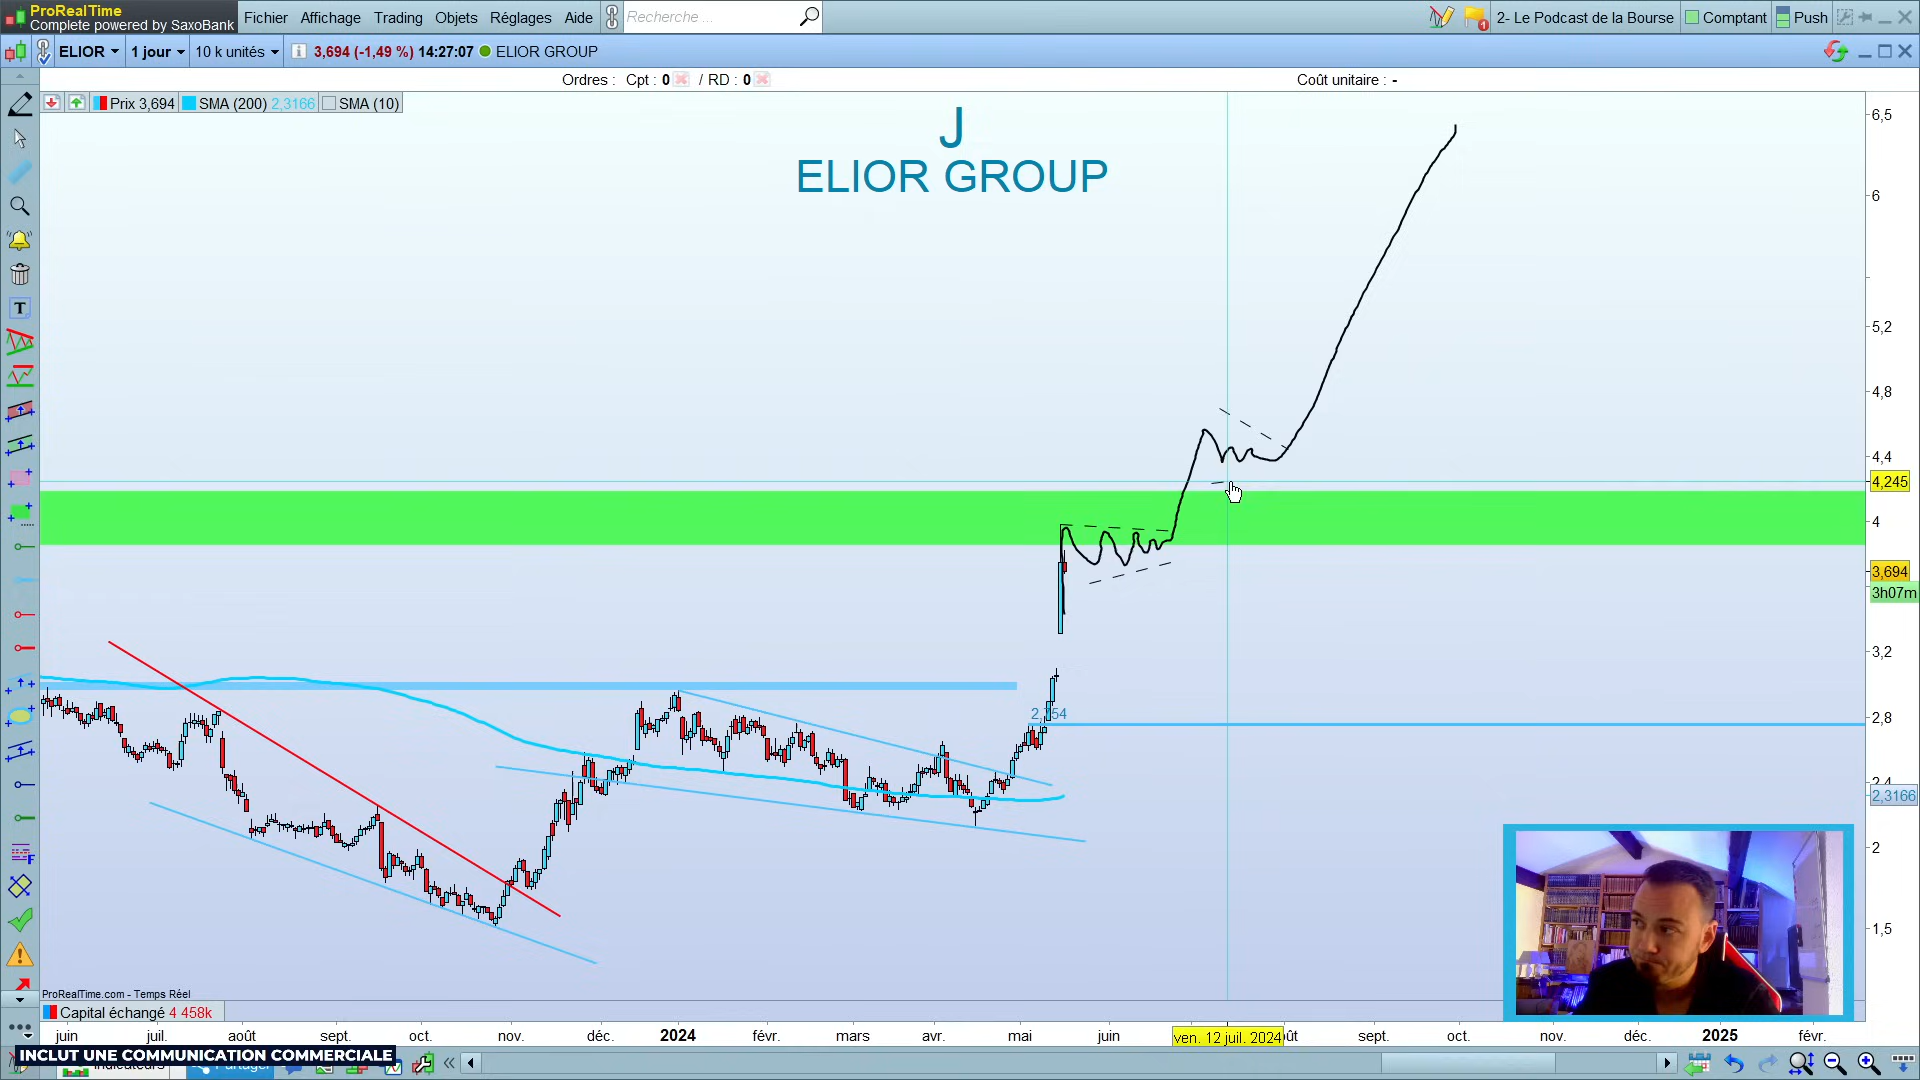 ProRealTime
Complete powered by SaxoBank
Fichier Affichage Trading Objets Réglages Aide Recherche ...
2- Le Podcast de la Bourse Comptant Push
ELIOR 1 jour 10 k unités 3,694 (-1,49 %) 14:27:07 ELIOR GROUP
Ordres : Cpt : 0 / RD : 0 Coût unitaire : -
Prix 3,694 SMA (200) 2,3166 SMA (10)
J
ELIOR GROUP
6,5
6
5,2
4,8
4,4
4,245
4
3,694
3h07m
3,2
2,754
2,8
2,4
2,3166
2
1,5
ProRealTime.com - Temps Réel
Capital échangé 4 458k
juin juil. août sept. oct. nov. déc. 2024 févr. mars avr. mai juin ven. 12 juil. 2024 sept. oct. nov. déc. 2025 févr.
INCLUT UNE COMMUNICATION COMMERCIALE